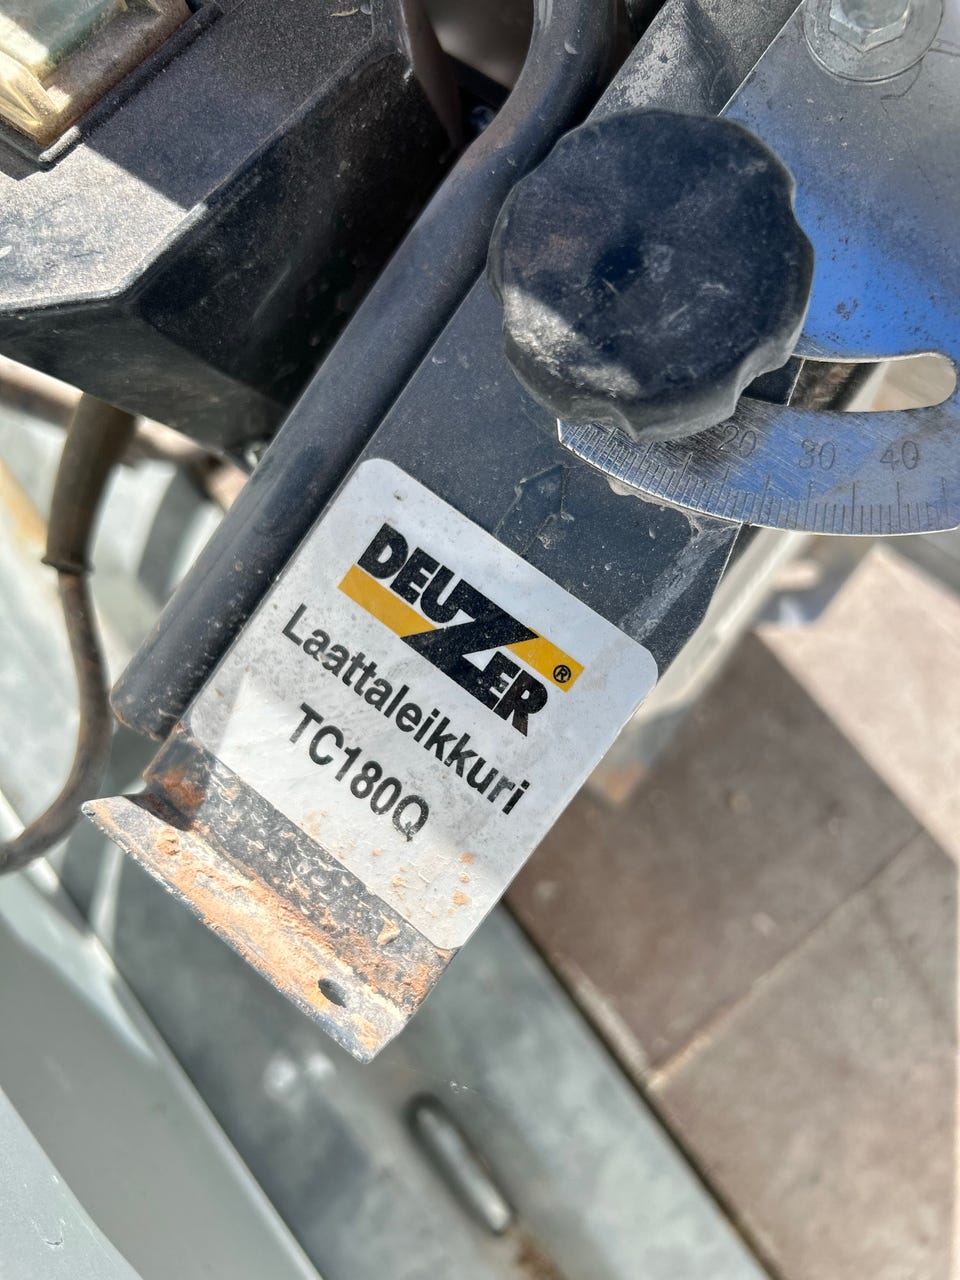 20 30 40
DEUZER®
Laattaleikkuri
TC180Q